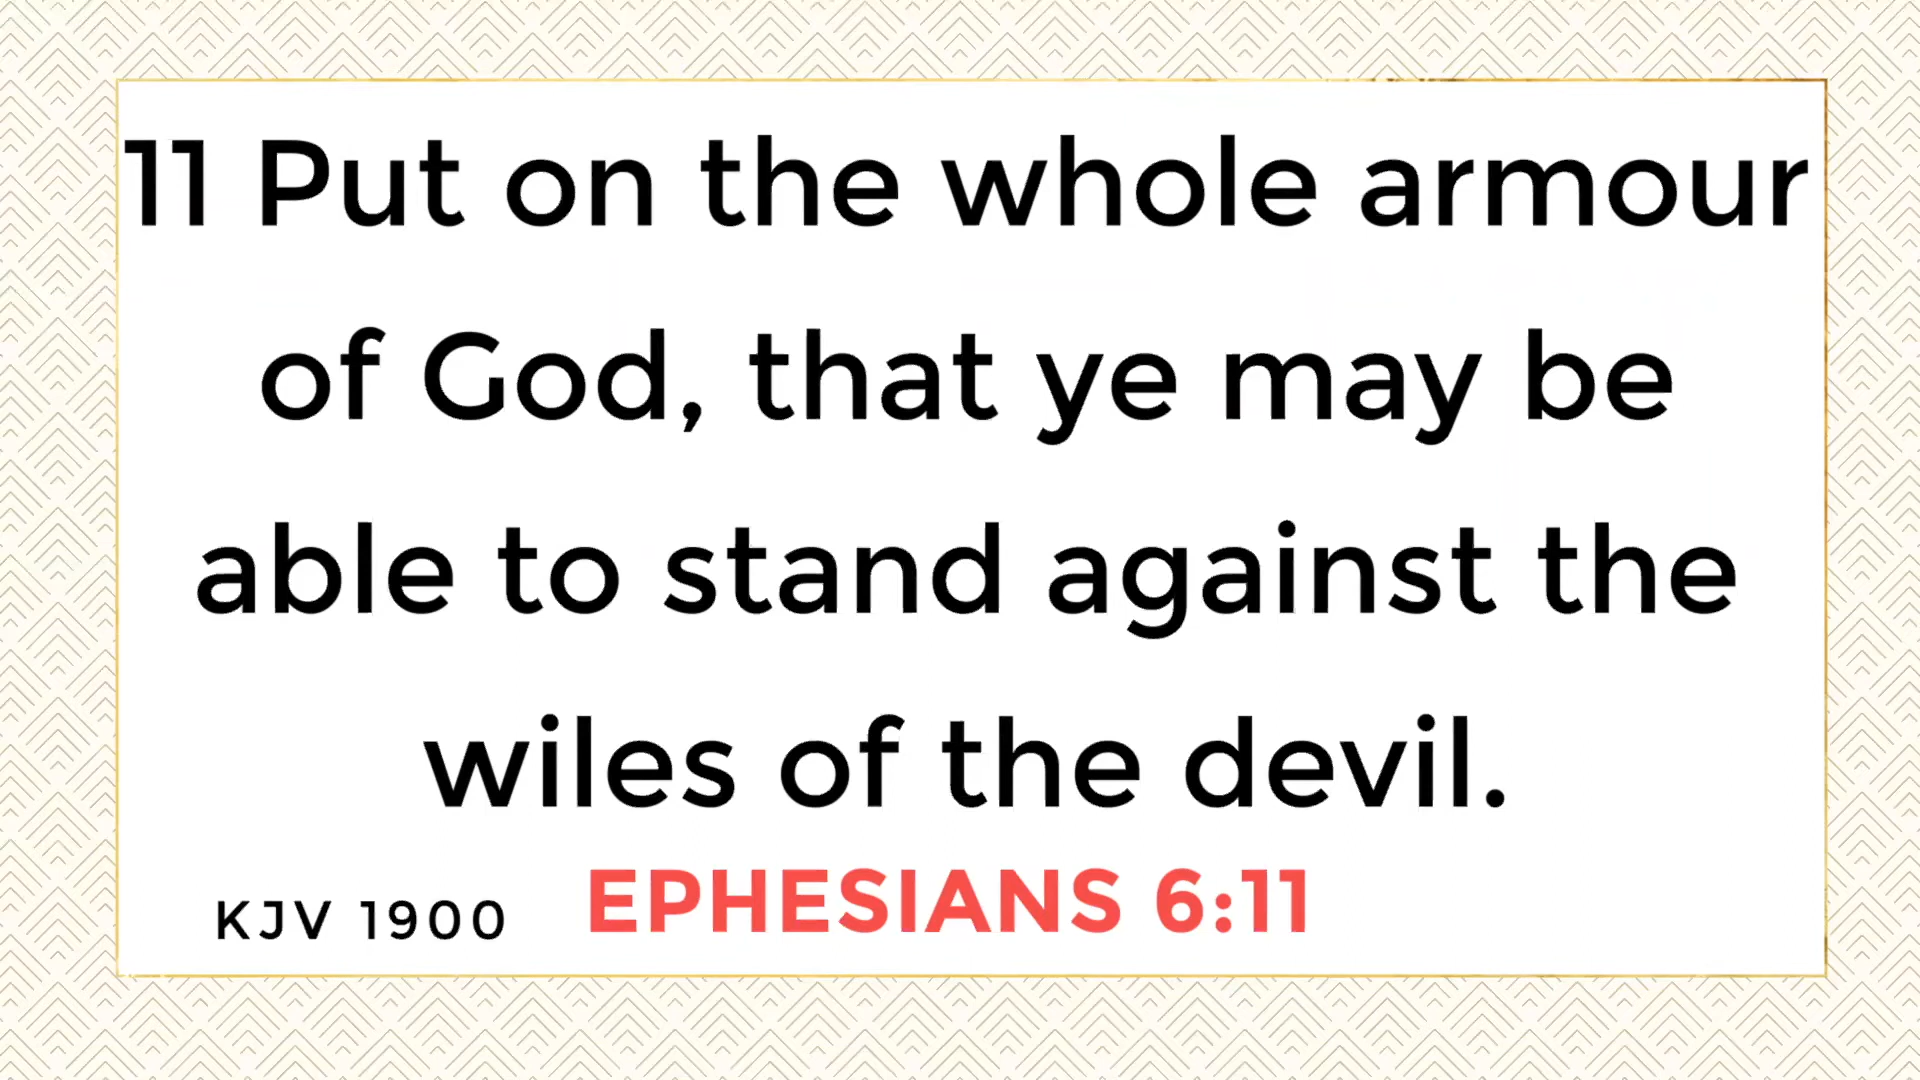 11 Put on the whole armour
of God, that ye may be
able to stand against the
wiles of the devil.
KJV 1900 EPHESIANS 6:11